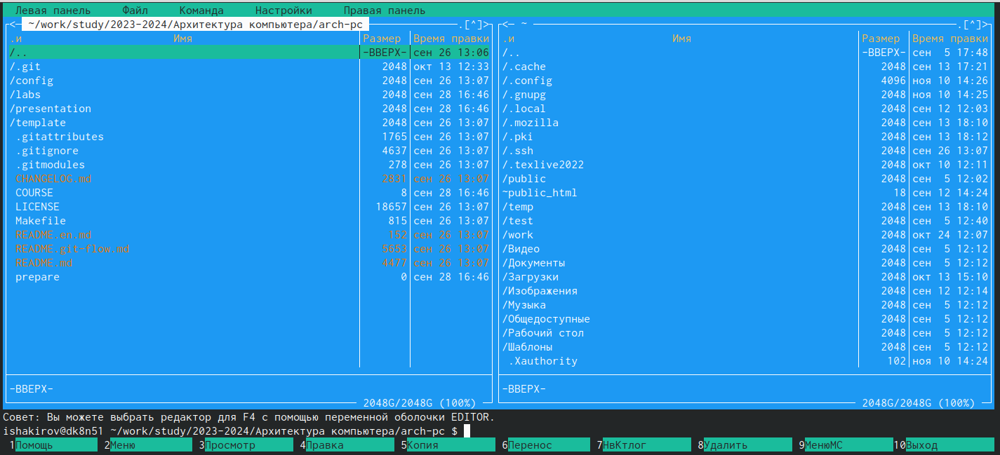 Левая панель Файл Команда Настройки Правая панель
<— ~/work/study/2023-2024/Архитектура компьютера/arch-pc .[^]> <— ~ .[^]>
.и Имя Размер Время правки .и Имя Размер Время правки
/.. -ВВЕРХ- сен 26 13:06 /.. -ВВЕРХ- сен 5 17:48
/.git 2048 окт 13 12:33 /.cache 2048 сен 13 17:21
/config 2048 сен 26 13:07 /.config 4096 ноя 10 14:26
/labs 2048 сен 28 16:46 /.gnupg 2048 ноя 10 14:25
/presentation 2048 сен 28 16:46 /.local 2048 сен 12 12:03
/template 2048 сен 26 13:07 /.mozilla 2048 сен 13 18:10
.gitattributes 1765 сен 26 13:07 /.pki 2048 сен 13 18:12
.gitignore 4637 сен 26 13:07 /.ssh 2048 сен 26 13:07
.gitmodules 278 сен 26 13:07 /.texlive2022 2048 окт 10 12:11
CHANGELOG.md 2831 сен 26 13:07 /public 2048 сен 5 12:02
COURSE 8 сен 28 16:46 ~public_html 18 сен 12 14:24
LICENSE 18657 сен 26 13:07 /temp 2048 сен 13 18:10
Makefile 815 сен 26 13:07 /test 2048 сен 5 12:40
README.en.md 152 сен 26 13:07 /work 2048 окт 24 12:07
README.git-flow.md 5653 сен 26 13:07 /Видео 2048 сен 5 12:12
README.md 4477 сен 26 13:07 /Документы 2048 сен 5 12:12
prepare 0 сен 28 16:46 /Загрузки 2048 окт 13 15:10
/Изображения 2048 сен 12 12:14
/Музыка 2048 сен 5 12:12
/Общедоступные 2048 сен 5 12:12
/Рабочий стол 2048 сен 5 12:12
/Шаблоны 2048 сен 5 12:12
.Xauthority 102 ноя 10 14:24
-ВВЕРХ- -ВВЕРХ-
2048G/2048G (100%) 2048G/2048G (100%)
Совет: Вы можете выбрать редактор для F4 с помощью переменной оболочки EDITOR.
ishakirov@dk8n51 ~/work/study/2023-2024/Архитектура компьютера/arch-pc $
1Помощь 2Меню 3Просмотр 4Правка 5Копия 6Перенос 7НвКтлог 8Удалить 9МенюMC 10Выход